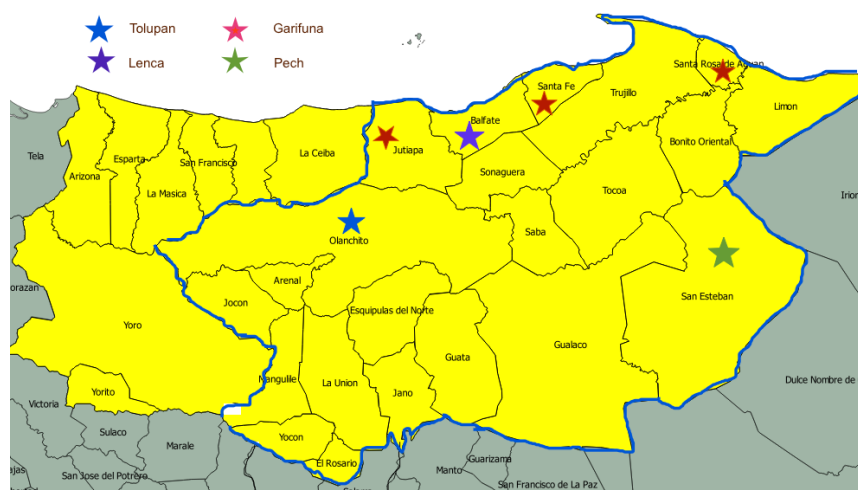 Tolupan
Garifuna
Lenca
Pech
Santa Rosa de Aguan
Santa Fe
Trujillo
Limon
Balfate
Tela
Esparta
San Francisco
La Ceiba
Jutiapa
Bonito Oriental
Arizona
La Masica
Sonaguera
Tocoa
Irion
Saba
Olanchito
Arenal
orazan
Jocon
Esquipulas del Norte
San Esteban
Yoro
Gualaco
Guata
Mangulile
La Union
Dulce Nombre de
Yorito
Jano
Victoria
Sulaco
Yocon
Marale
El Rosario
Guarizama
ajas
San Jose del Potrero
Manto
San Francisco de La Paz